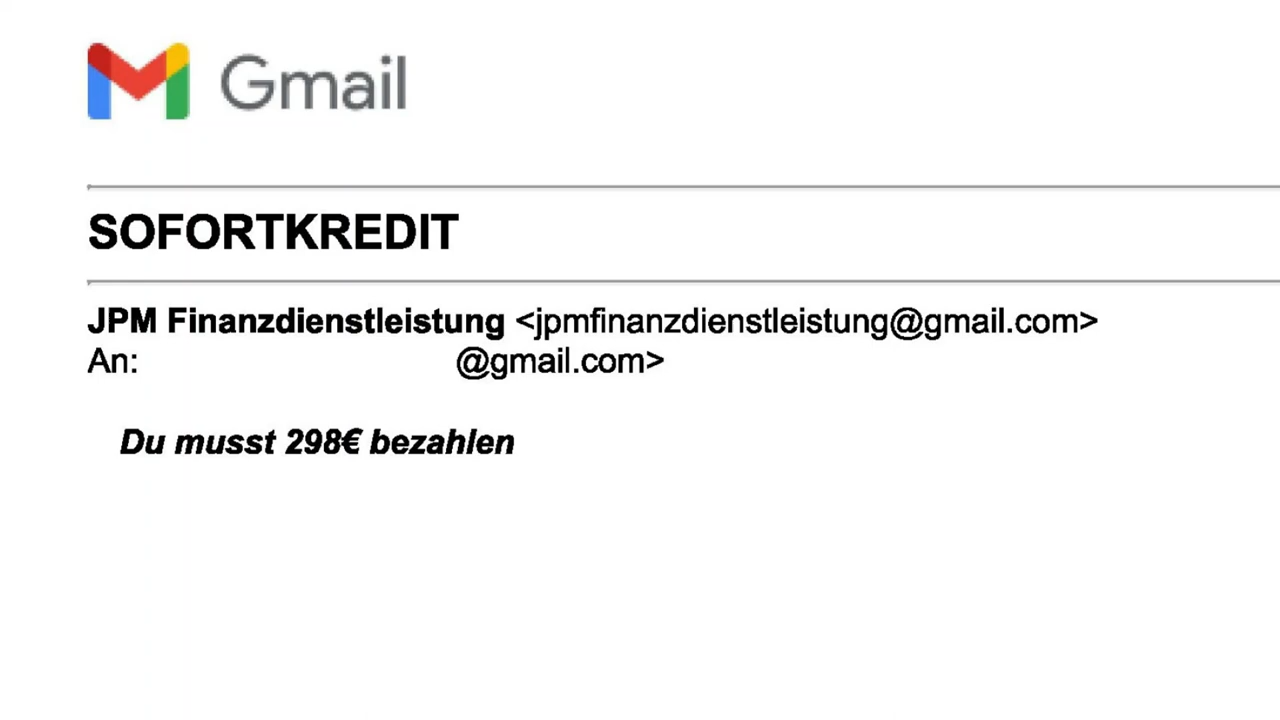 Gmail
SOFORTKREDIT
JPM Finanzdienstleistung <jpmfinanzdienstleistung@gmail.com>
An: @gmail.com>
Du musst 298€ bezahlen